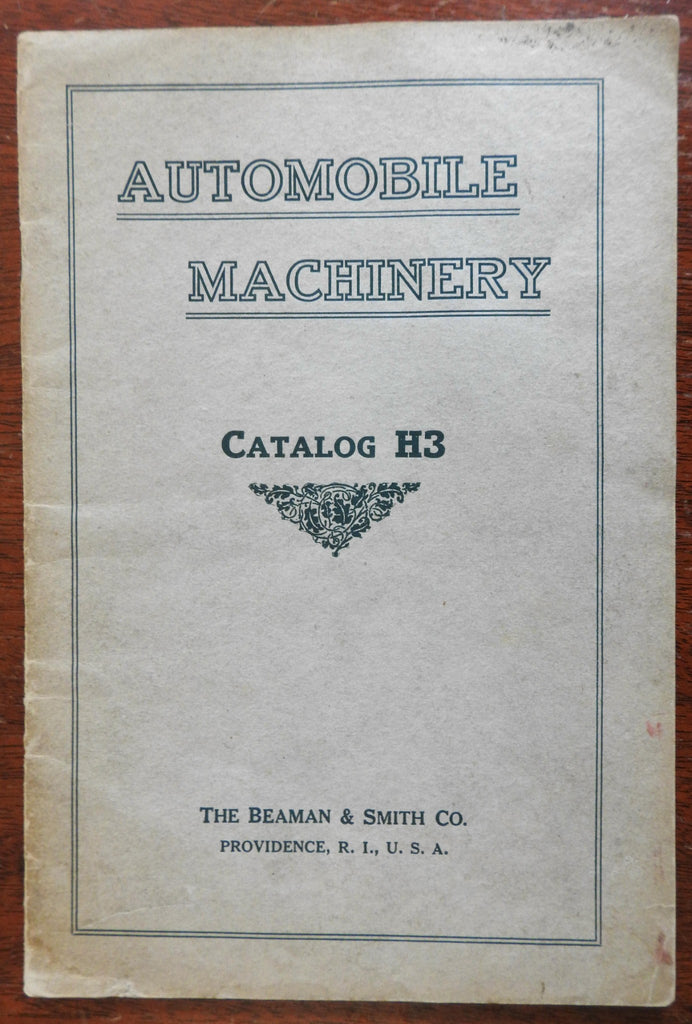 AUTOMOBILE
MACHINERY
CATALOG H3
THE BEAMAN & SMITH CO.
PROVIDENCE, R. I., U. S. A.